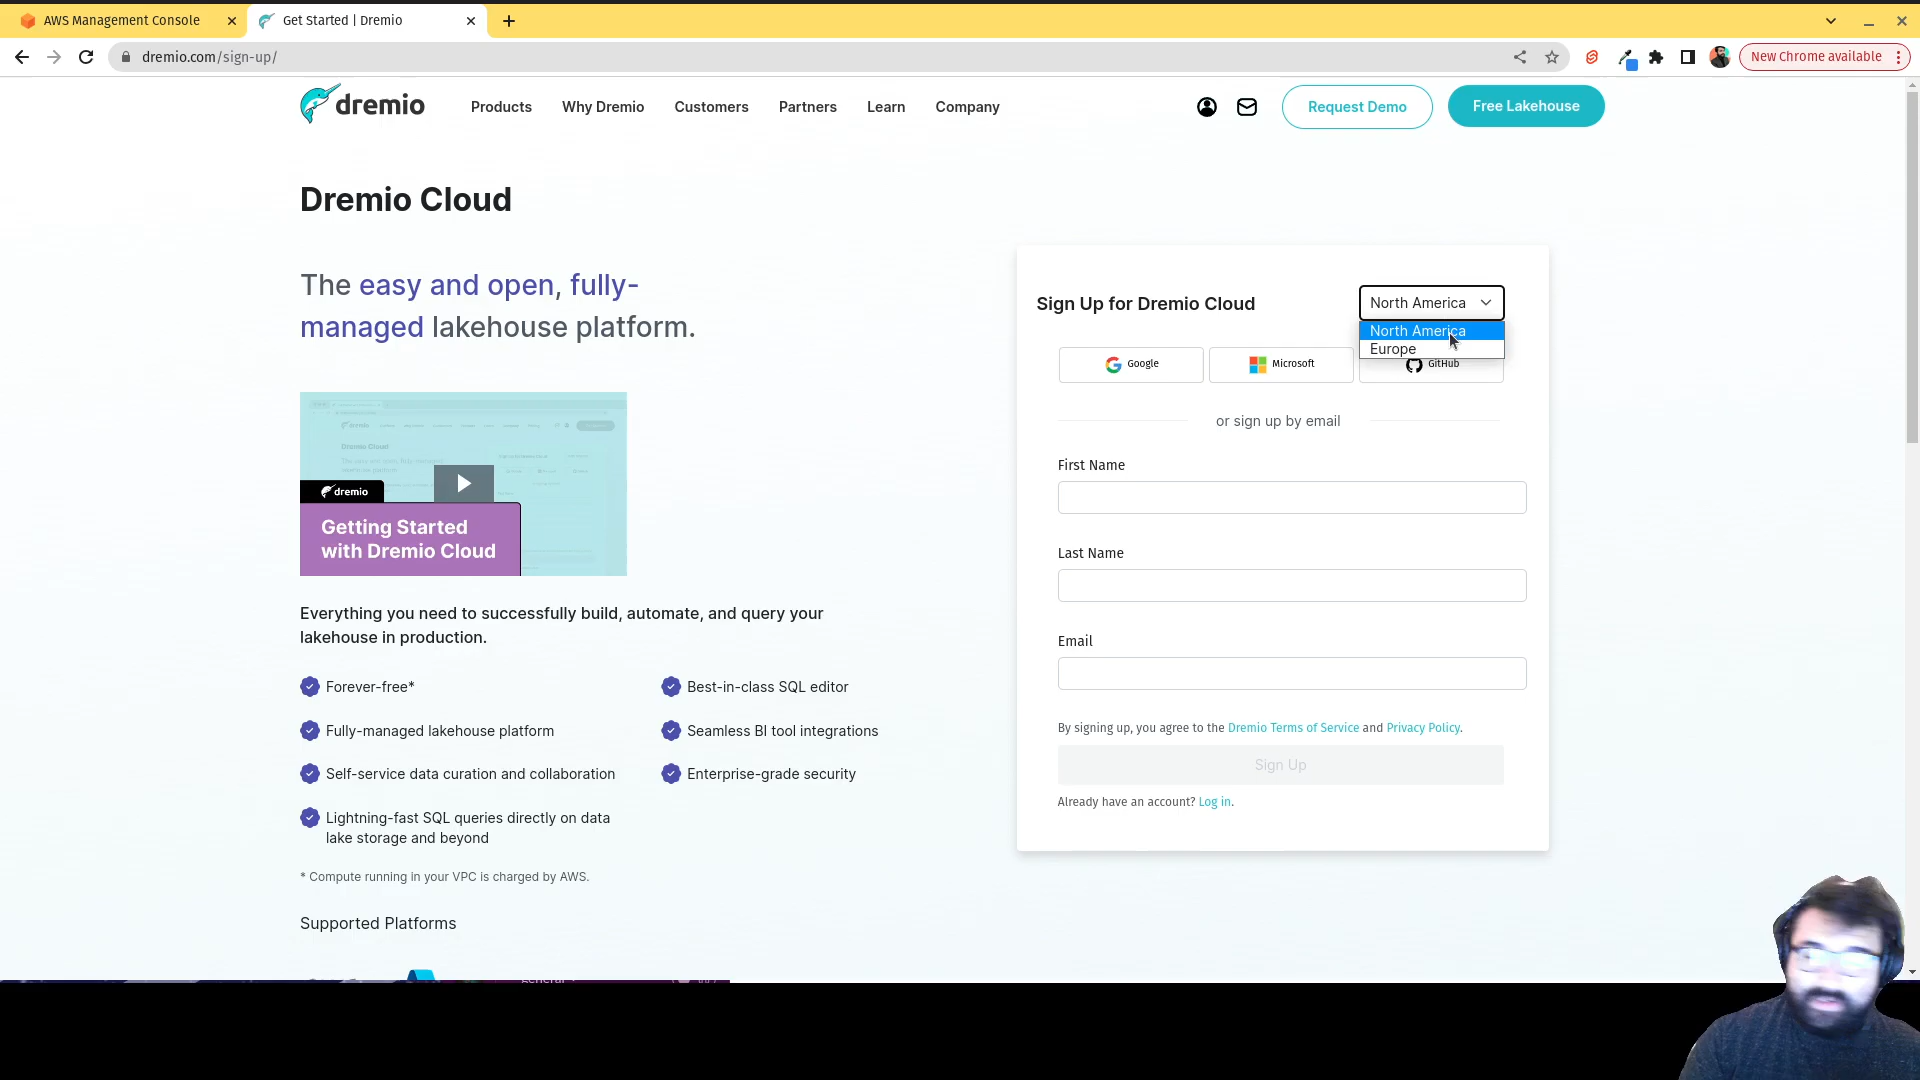 AWS Management Console
Get Started | Dremio
dremio.com/sign-up/
New Chrome available
dremio
Products
Why Dremio
Customers
Partners
Learn
Company
Request Demo
Free Lakehouse
Dremio Cloud
The easy and open, fully-
managed lakehouse platform.
dremio
Getting Started
with Dremio Cloud
Everything you need to successfully build, automate, and query your
lakehouse in production.
Forever-free*
Best-in-class SQL editor
Fully-managed lakehouse platform
Seamless BI tool integrations
Self-service data curation and collaboration
Enterprise-grade security
Lightning-fast SQL queries directly on data
lake storage and beyond
* Compute running in your VPC is charged by AWS.
Supported Platforms
Sign Up for Dremio Cloud
North America
North America
Europe
Google
Microsoft
GitHub
or sign up by email
First Name
Last Name
Email
By signing up, you agree to the Dremio Terms of Service and Privacy Policy.
Sign Up
Already have an account? Log in.